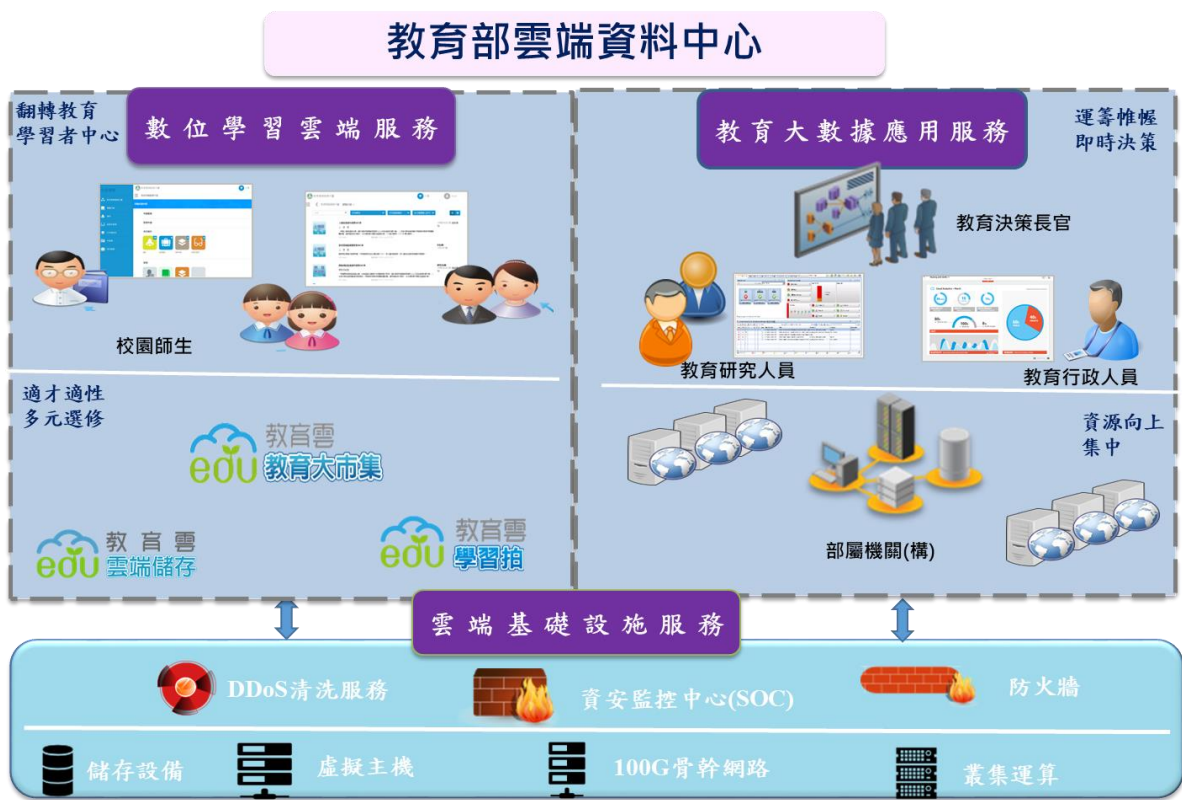 教育部雲端資料中心
翻轉教育
學習者中心
數位學習雲端服務
校園師生
適才適性
多元選修
教育雲
edu 教育大市集
教育雲
edu 雲端儲存
教育雲
edu 學習拍
教育大數據應用服務
運籌帷幄
即時決策
教育決策長官
教育研究人員
教育行政人員
資源向上
集中
部屬機關(構)
雲端基礎設施服務
DDoS清洗服務
資安監控中心(SOC)
防火牆
儲存設備
虛擬主機
100G骨幹網路
叢集運算